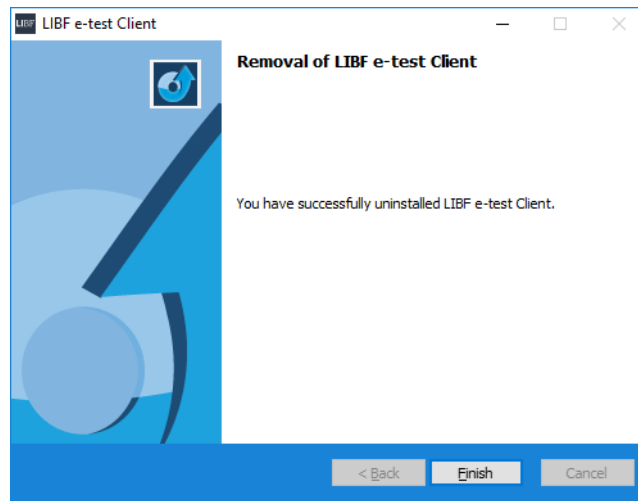 LIBF LIBF e-test Client
Removal of LIBF e-test Client
You have successfully uninstalled LIBF e-test Client.
< Back Finish Cancel